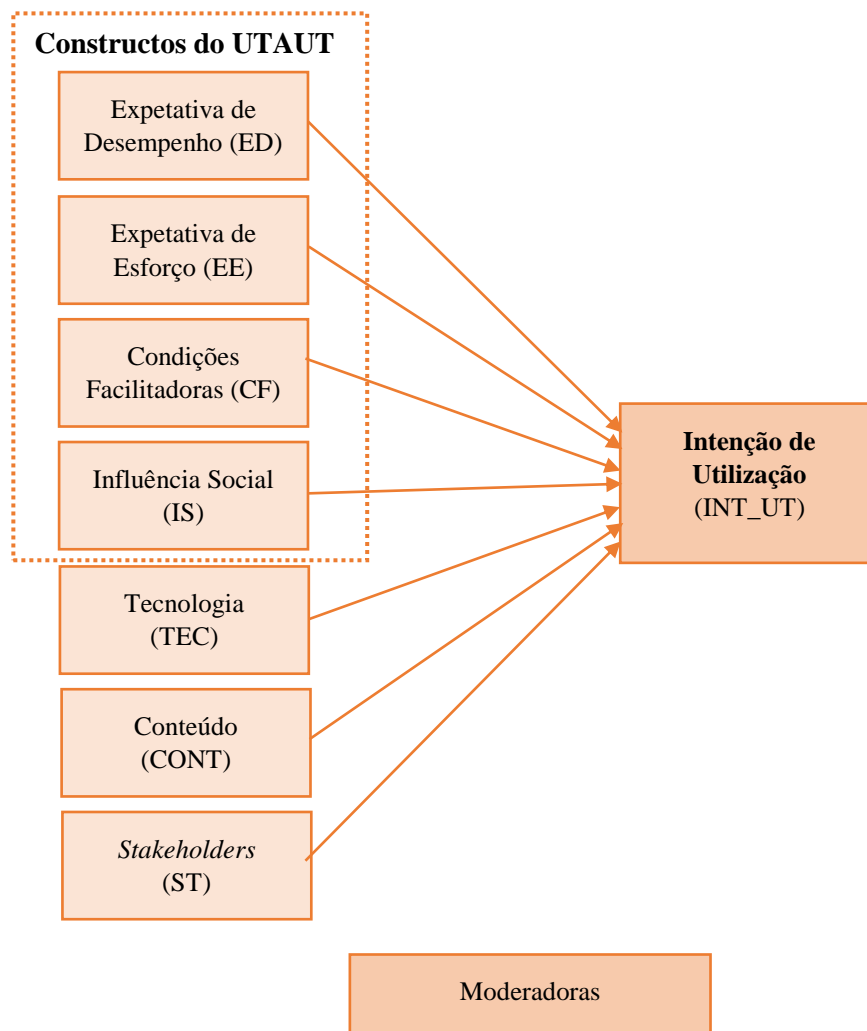 Constructos do UTAUT
Expetativa de
Desempenho (ED)
Expetativa de
Esforço (EE)
Condições
Facilitadoras (CF)
Influência Social
(IS)
Tecnologia
(TEC)
Conteúdo
(CONT)
Stakeholders
(ST)
Intenção de
Utilização
(INT_UT)
Moderadoras